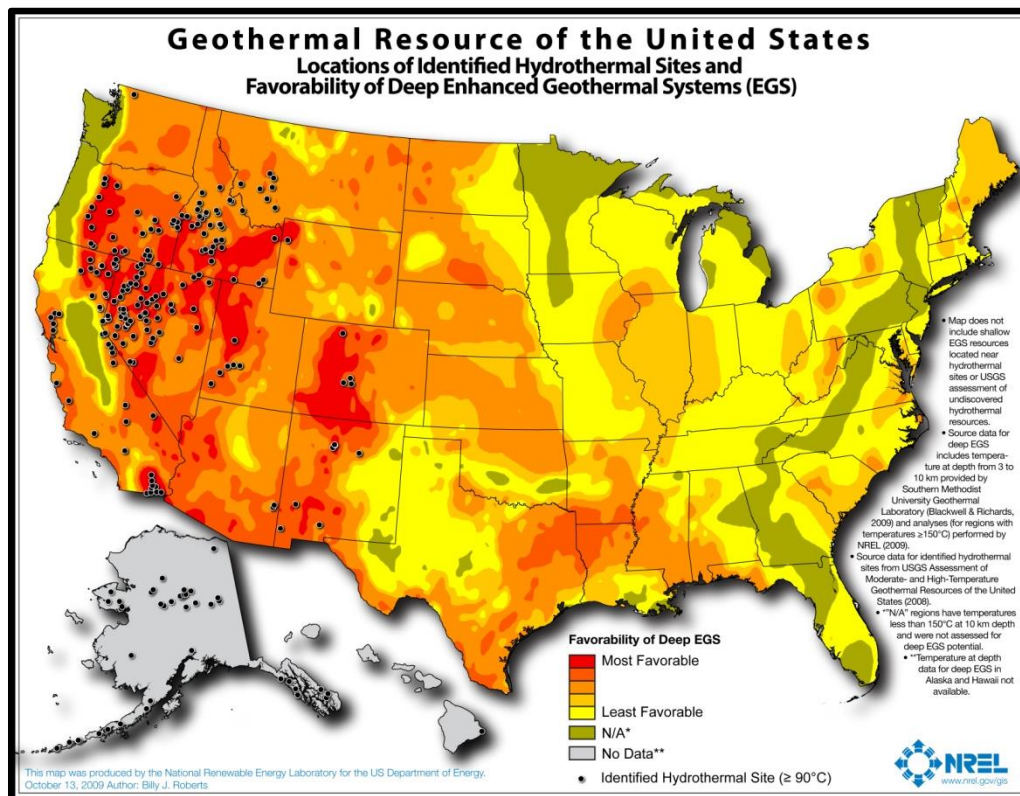 Geothermal Resource of the United States
Locations of Identified Hydrothermal Sites and
Favorability of Deep Enhanced Geothermal Systems (EGS)
• Map does not
include shallow
EGS resources
located near
hydrothermal
sites or USGS
assessment of
undiscovered
hydrothermal
resources.
• Source data for
deep EGS
includes tempera-
ture at depth from 3 to
10 km provided by
Southern Methodist
University Geothermal
Laboratory (Blackwell & Richards,
2009) and analyses (for regions with
temperatures ≥150°C) performed by
NREL (2009).
• Source data for identified hydrothermal
sites from USGS Assessment of
Moderate- and High-Temperature
Geothermal Resources of the United
States (2008).
• *"N/A" regions have temperatures
less than 150°C at 10 km depth
and were not assessed for
deep EGS potential.
• **Temperature at depth
data for deep EGS in
Alaska and Hawaii not
available.
Favorability of Deep EGS
Most Favorable
Least Favorable
N/A*
No Data**
Identified Hydrothermal Site (≥ 90°C)
This map was produced by the National Renewable Energy Laboratory for the US Department of Energy.
October 13, 2009 Author: Billy J. Roberts
NREL
www.nrel.gov/gis